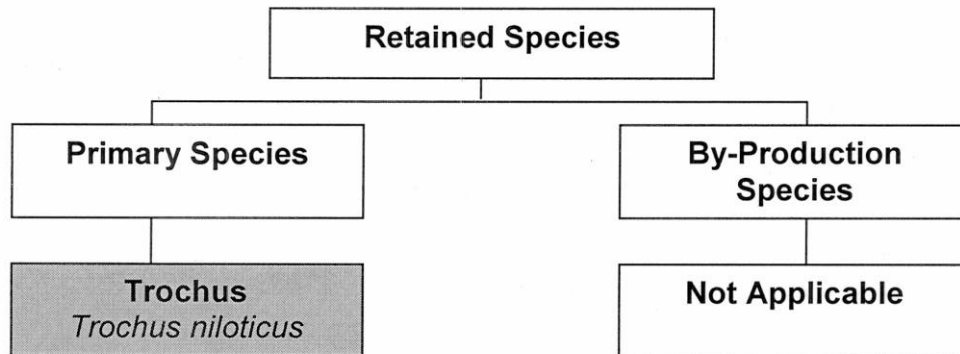 Retained Species
Primary Species
By-Production
Species
Trochus
Trochus niloticus
Not Applicable